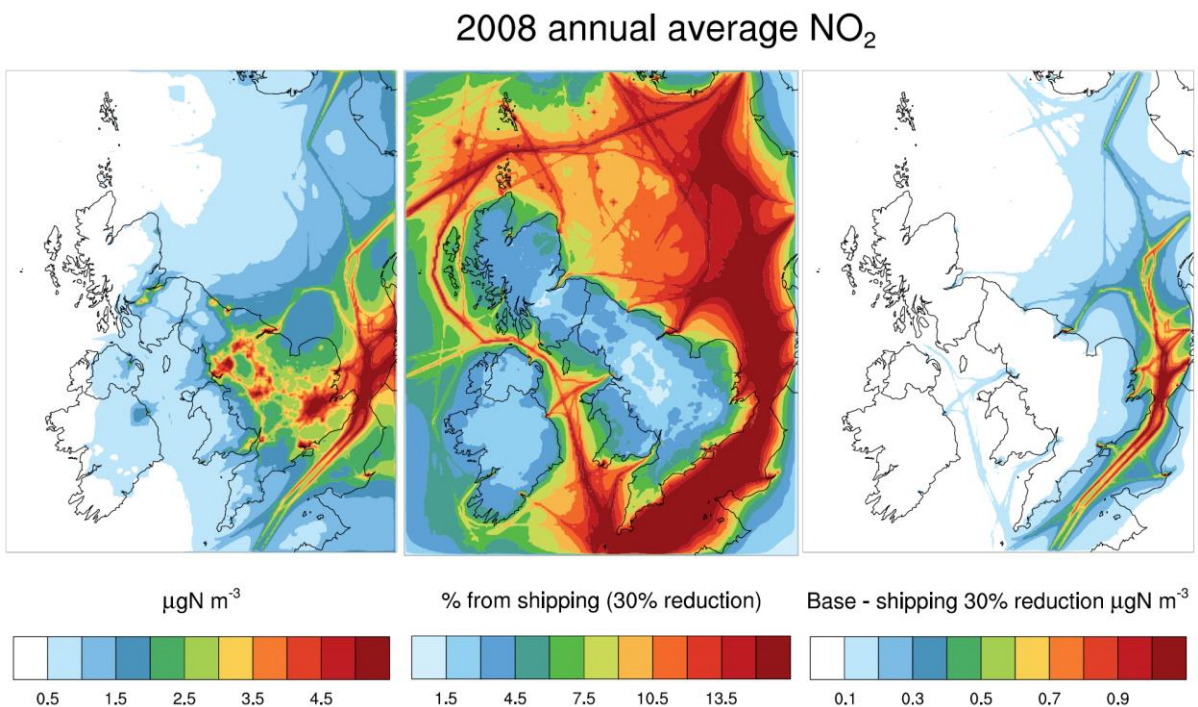 2008 annual average NO₂
µgN m⁻³
% from shipping (30% reduction)
Base - shipping 30% reduction µgN m⁻³
0.5 1.5 2.5 3.5 4.5
1.5 4.5 7.5 10.5 13.5
0.1 0.3 0.5 0.7 0.9